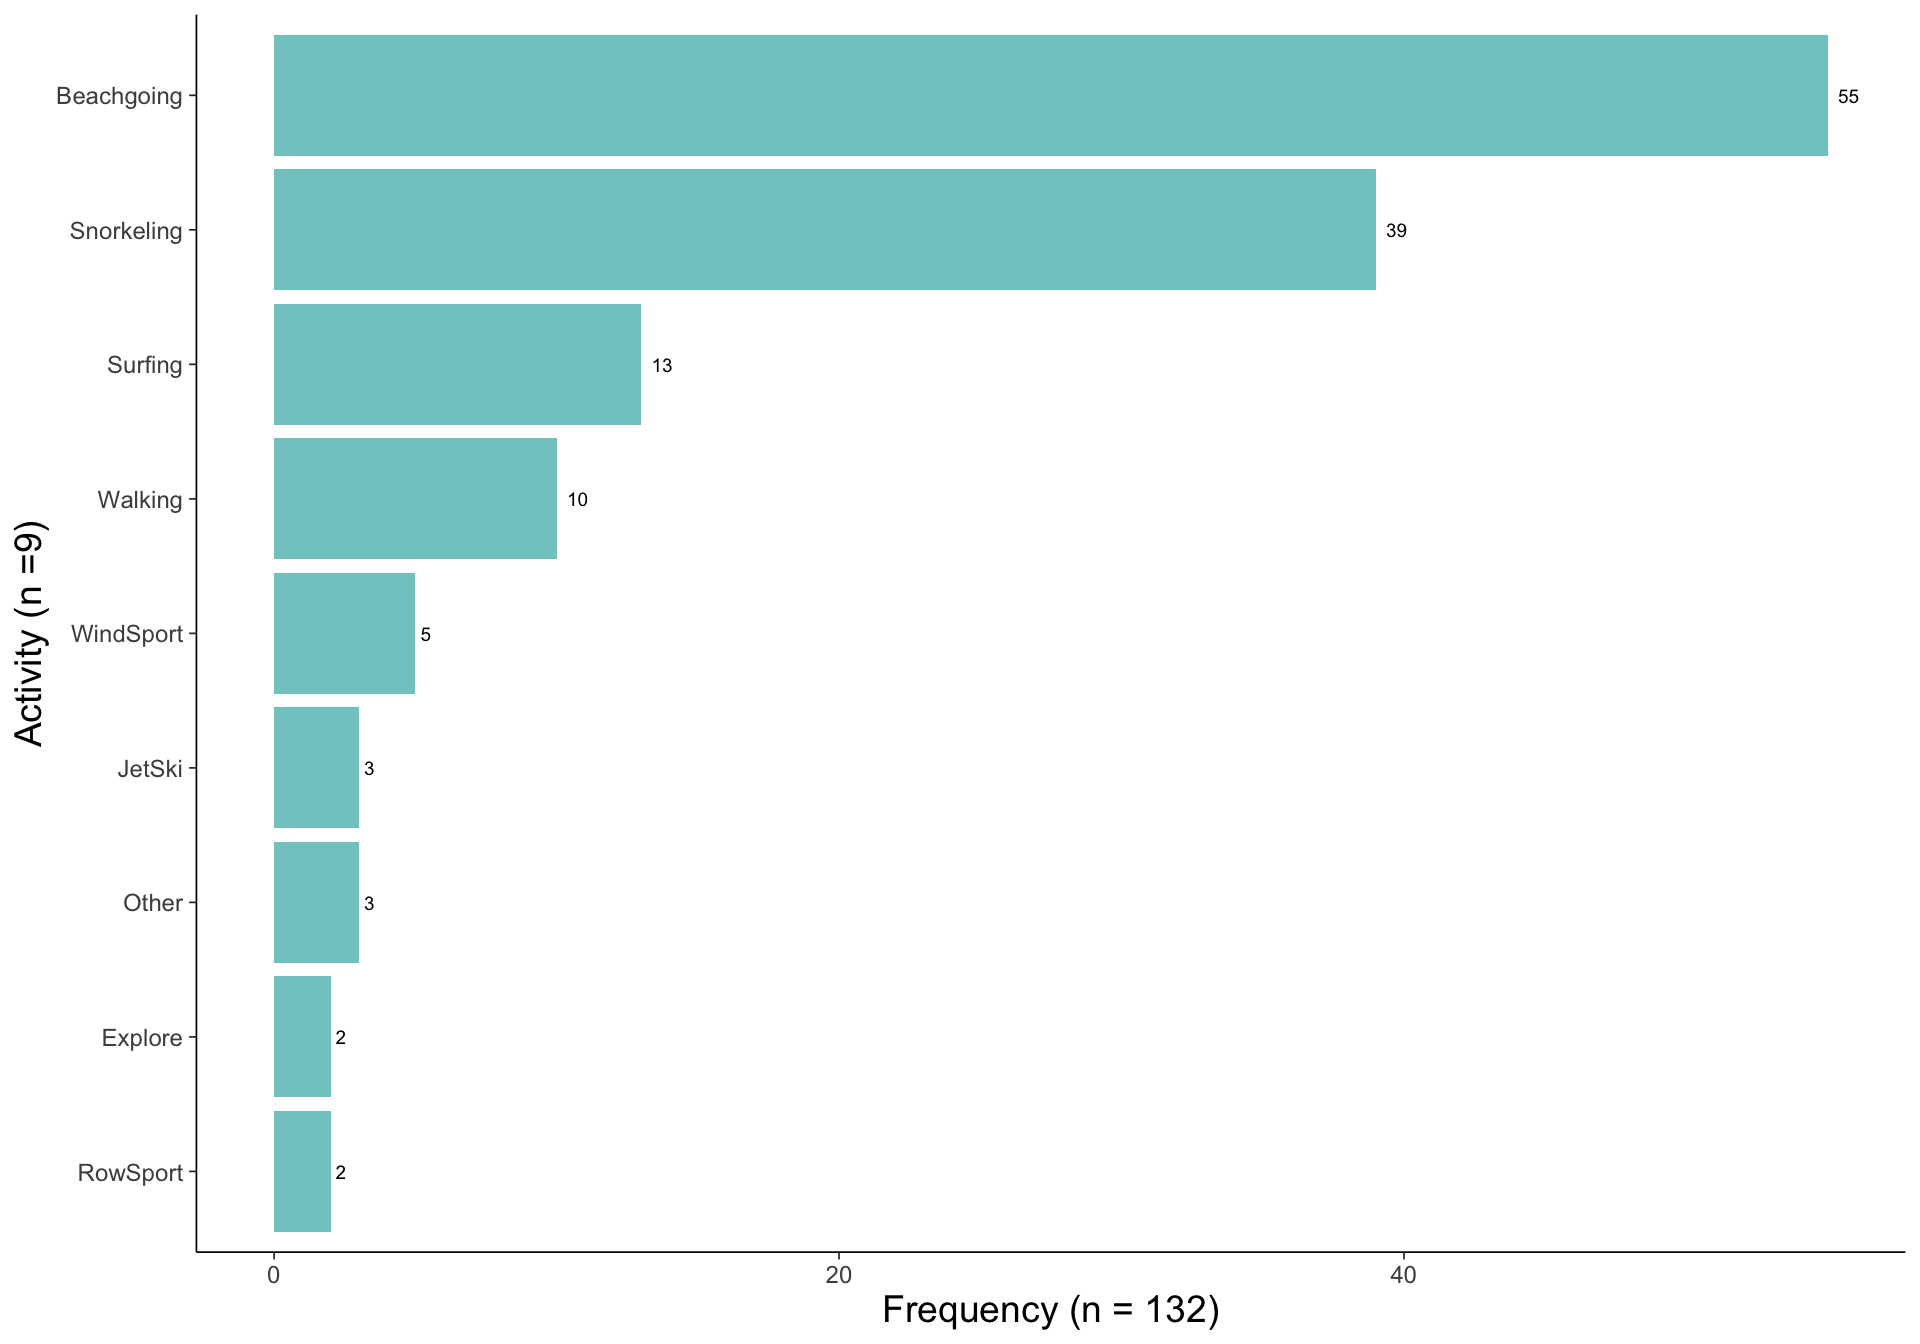 Beachgoing 55
Snorkeling 39
Surfing 13
Walking 10
WindSport 5
JetSki 3
Other 3
Explore 2
RowSport 2
Activity (n =9)
0 20 40
Frequency (n = 132)